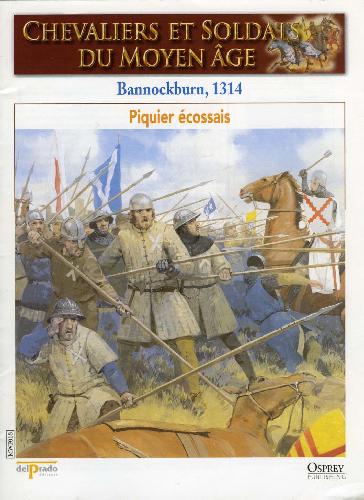 CHEVALIERS ET SOLDATS
DU MOYEN ÂGE
Bannockburn, 1314
Piquier écossais
delPrado
OSPREY
PUBLISHING